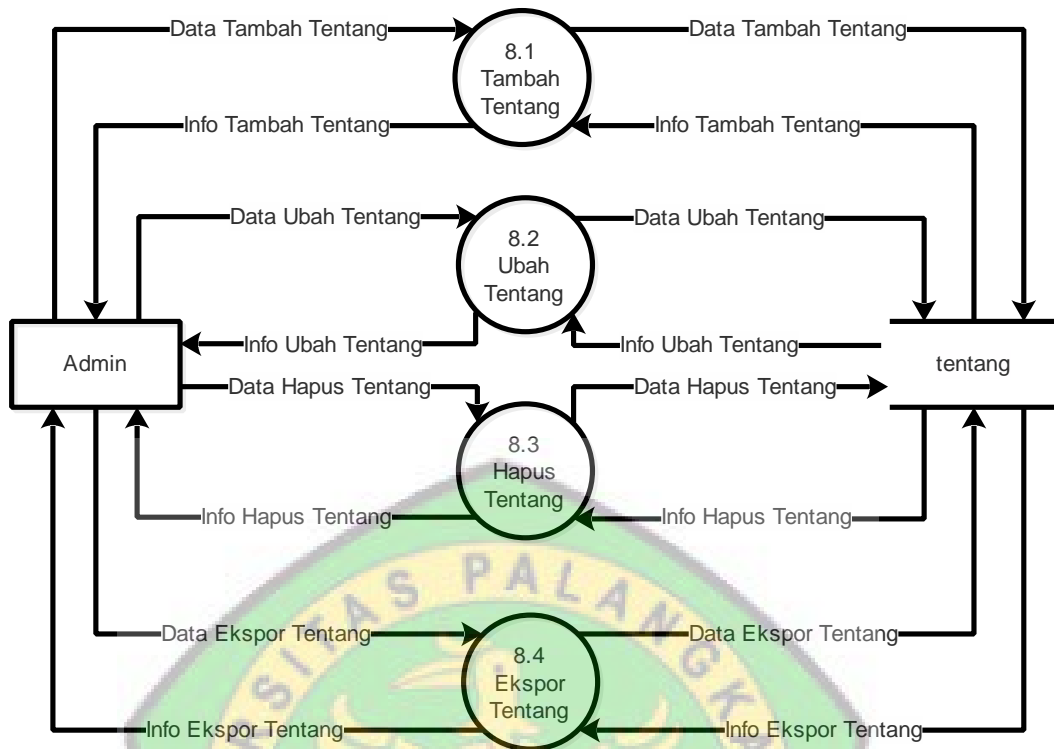 Data Tambah Tentang
Data Tambah Tentang
8.1
Tambah
Tentang
Info Tambah Tentang
Info Tambah Tentang
Data Ubah Tentang
Data Ubah Tentang
8.2
Ubah
Tentang
Info Ubah Tentang
Info Ubah Tentang
Admin
tentang
Data Hapus Tentang
Data Hapus Tentang
8.3
Hapus
Tentang
Info Hapus Tentang
Info Hapus Tentang
SITAS PALANGK
Data Ekspor Tentang
Data Ekspor Tentang
8.4
Ekspor
Tentang
Info Ekspor Tentang
Info Ekspor Tentang